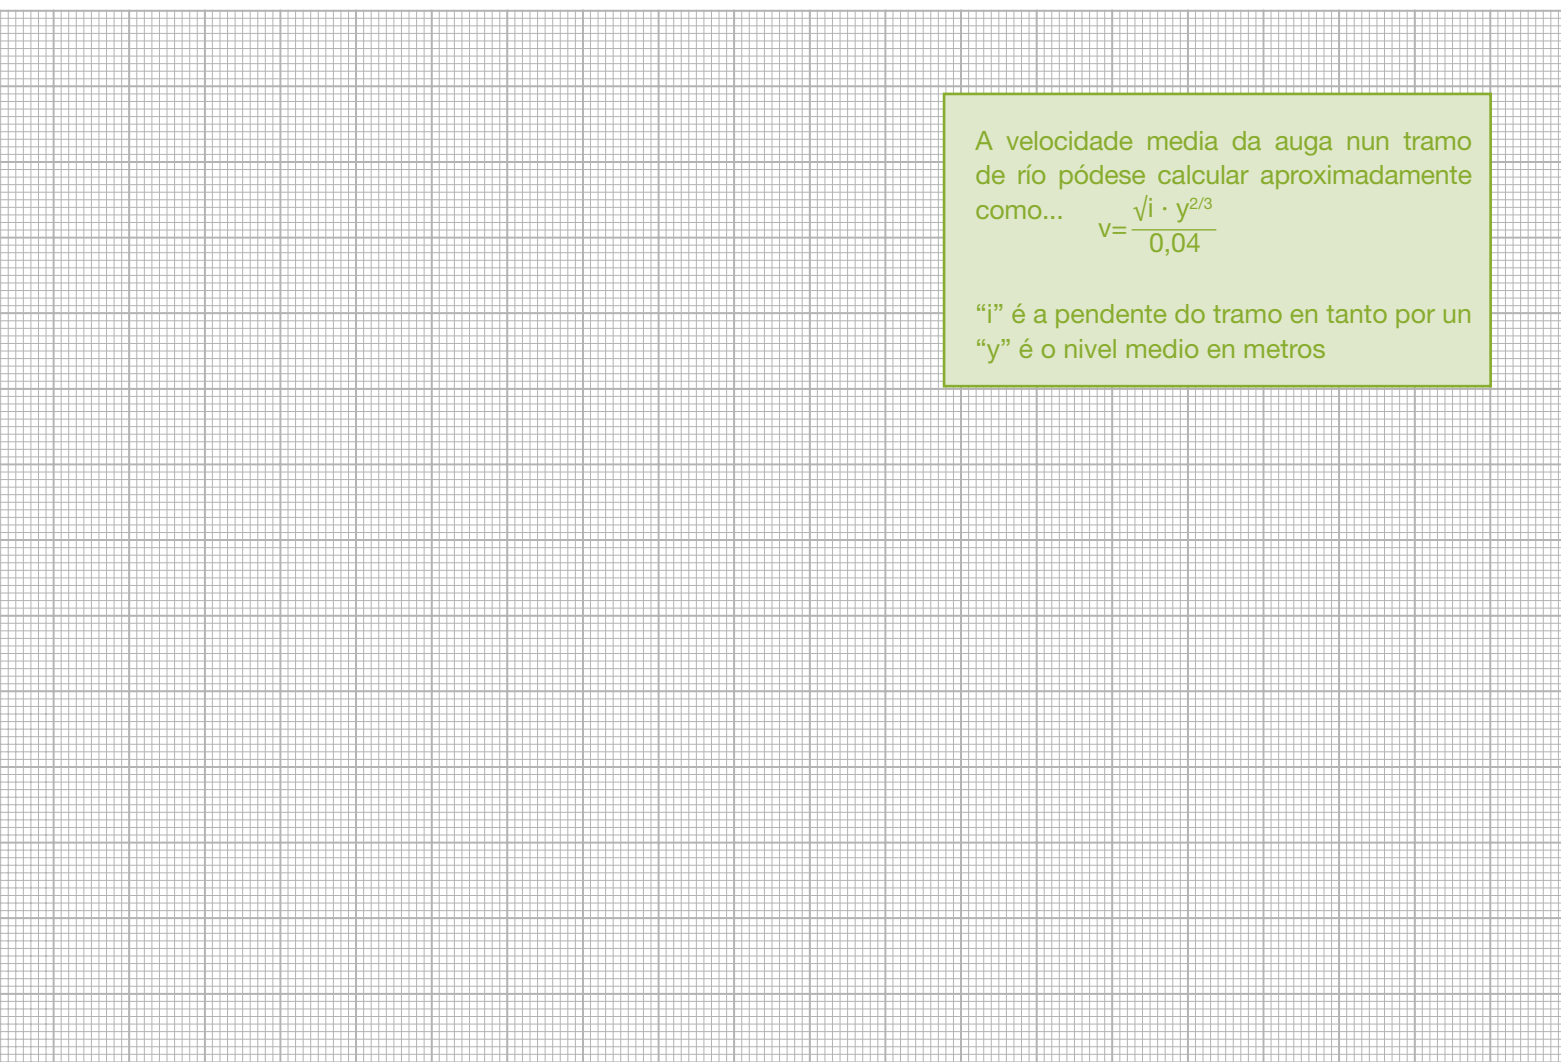 A velocidade media da auga nun tramo
de río pódese calcular aproximadamente
como... v= √i · y2/3
0,04
“i” é a pendente do tramo en tanto por un
“y” é o nivel medio en metros